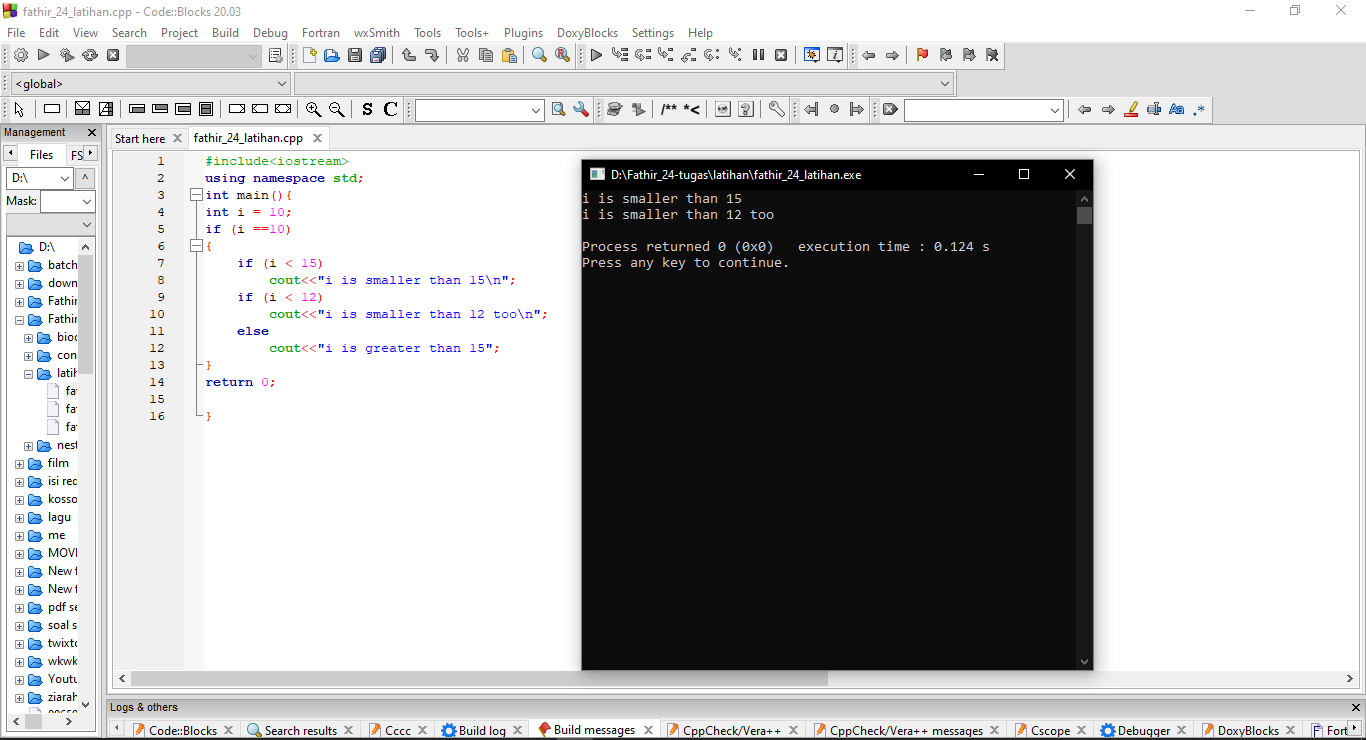 fathir_24_latihan.cpp - Code::Blocks 20.03
File Edit View Search Project Build Debug Fortran wxSmith Tools Tools+ Plugins DoxyBlocks Settings Help
<global>
S C
/** *<
Aa .*
Management
Start here fathir_24_latihan.cpp
Files FS
D:\
Mask:
D:\
batch
down
Fathir
Fathir
bioc
con
latih
fat
fat
fat
nest
film
isi red
kosso
lagu
me
MOVI
New f
New f
pdf se
soal s
twixto
wkwk
Youtu
ziarah
1 #include<iostream>
2 using namespace std;
3 int main(){
4 int i = 10;
5 if (i ==10)
6 {
7 if (i < 15)
8 cout<<"i is smaller than 15\n";
9 if (i < 12)
10 cout<<"i is smaller than 12 too\n";
11 else
12 cout<<"i is greater than 15";
13 }
14 return 0;
15
16 }
D:\Fathir_24-tugas\latihan\fathir_24_latihan.exe
i is smaller than 15
i is smaller than 12 too
Process returned 0 (0x0) execution time : 0.124 s
Press any key to continue.
Logs & others
Code::Blocks Search results Cccc Build log Build messages CppCheck/Vera++ CppCheck/Vera++ messages Cscope Debugger DoxyBlocks Fort